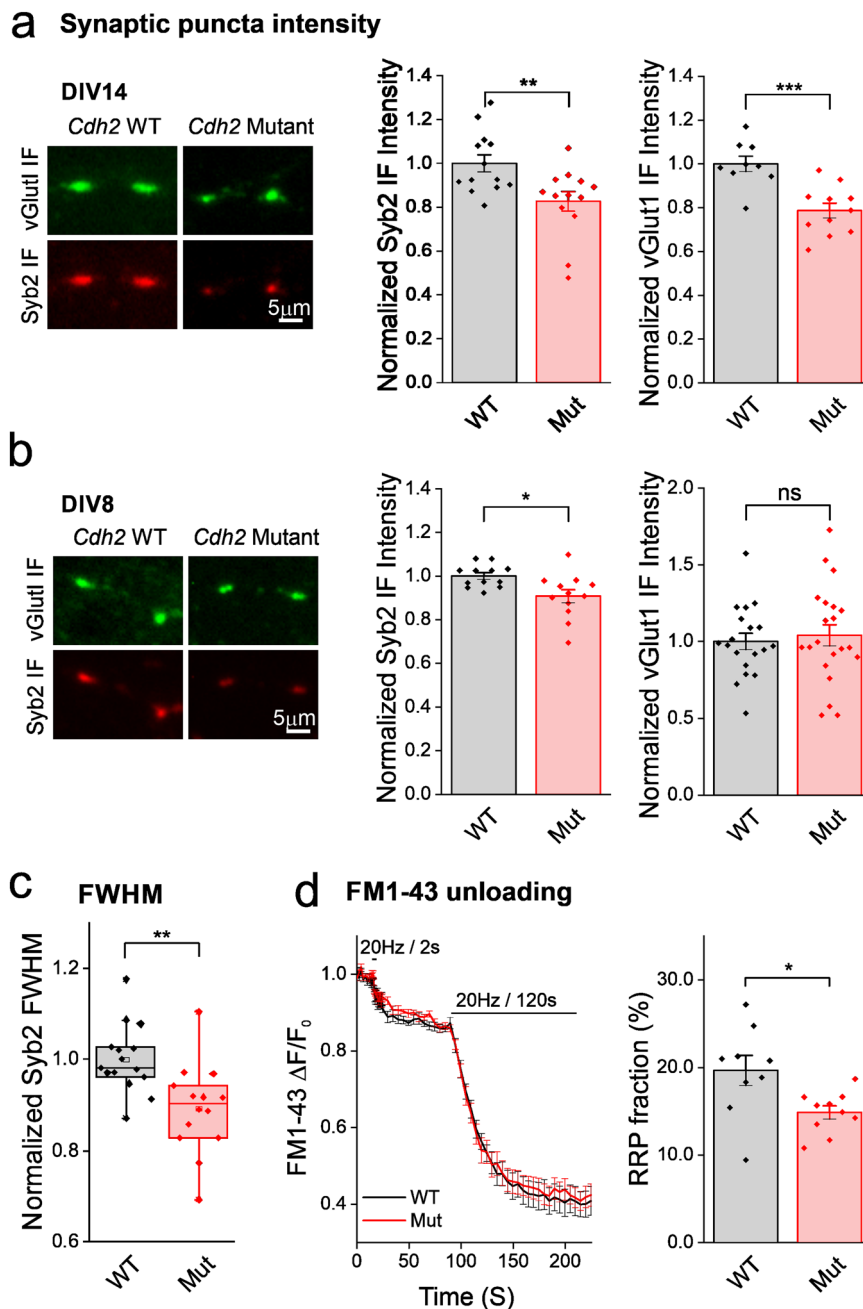 a Synaptic puncta intensity
DIV14
Cdh2 WT Cdh2 Mutant
vGlutI IF
Syb2 IF
5μm
Normalized Syb2 IF Intensity
1.4
1.2
1.0
0.8
0.6
0.4
0.2
0.0
**
WT Mut
Normalized vGlut1 IF Intensity
1.4
1.2
1.0
0.8
0.6
0.4
0.2
0.0
***
WT Mut
b
DIV8
Cdh2 WT Cdh2 Mutant
vGlutI IF
Syb2 IF
5μm
Normalized Syb2 IF Intensity
1.4
1.2
1.0
0.8
0.6
0.4
0.2
0.0
*
WT Mut
Normalized vGlut1 IF Intensity
2.0
1.5
1.0
0.5
0.0
ns
WT Mut
c FWHM
Normalized Syb2 FWHM
1.2
1.0
0.8
0.6
**
WT Mut
d FM1-43 unloading
FM1-43 ΔF/F0
1.0
0.8
0.6
0.4
20Hz / 2s
20Hz / 120s
WT
Mut
0 50 100 150 200
Time (S)
RRP fraction (%)
30.0
20.0
10.0
0.0
*
WT Mut